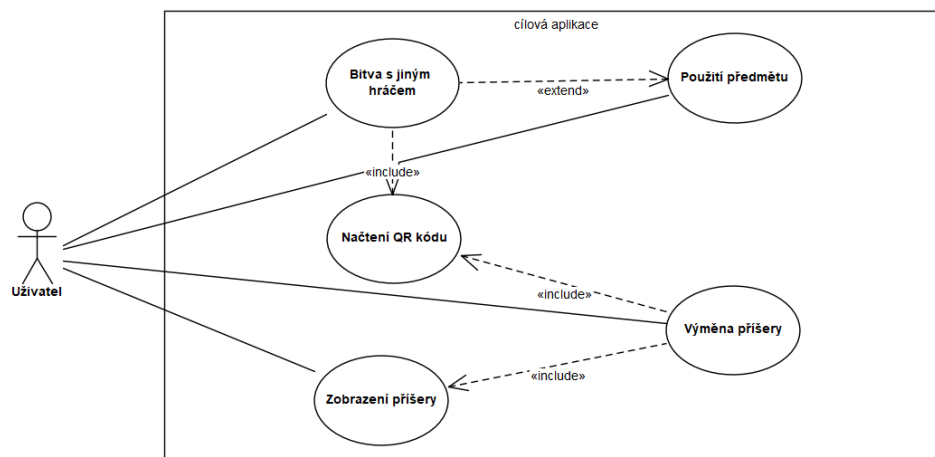 cílová aplikace
Bitva s jiným
hráčem
«extend»
Použití předmětu
«include»
Načtení QR kódu
Uživatel
«include»
Výměna příšery
«include»
Zobrazení příšery